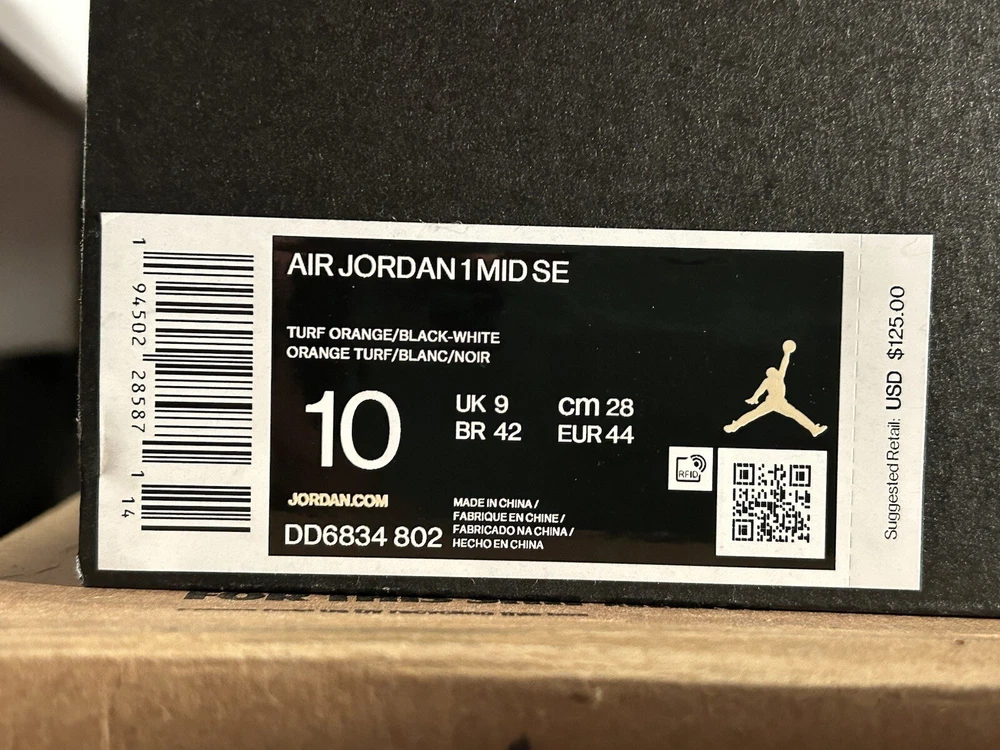 AIR JORDAN 1 MID SE
TURF ORANGE/BLACK-WHITE
ORANGE TURF/BLANC/NOIR
10
UK 9
cm 28
BR 42
EUR 44
JORDAN.COM
DD6834 802
MADE IN CHINA /
FABRIQUE EN CHINE /
FABRICADO NA CHINA /
HECHO EN CHINA
RFID
Suggested Retail: USD $125.00
1 94502 28587 1 14